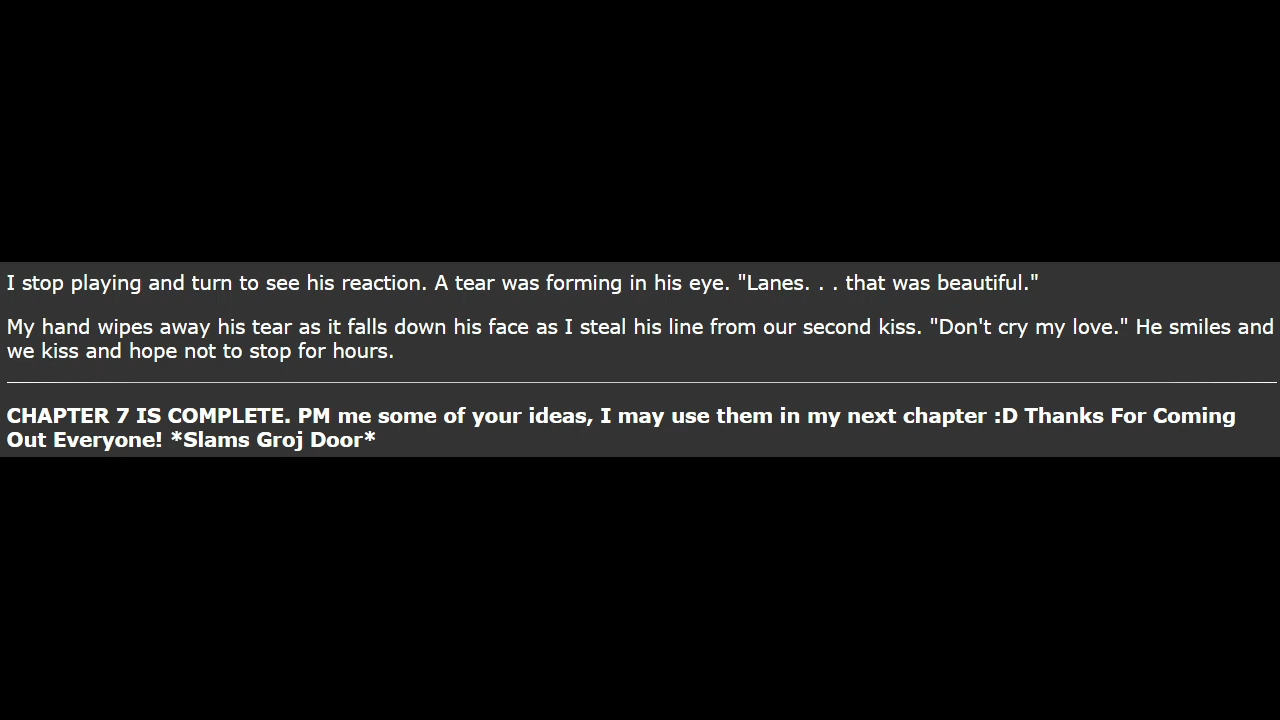 I stop playing and turn to see his reaction. A tear was forming in his eye. "Lanes. . . that was beautiful."
My hand wipes away his tear as it falls down his face as I steal his line from our second kiss. "Don't cry my love." He smiles and
we kiss and hope not to stop for hours.
CHAPTER 7 IS COMPLETE. PM me some of your ideas, I may use them in my next chapter :D Thanks For Coming
Out Everyone! *Slams Groj Door*